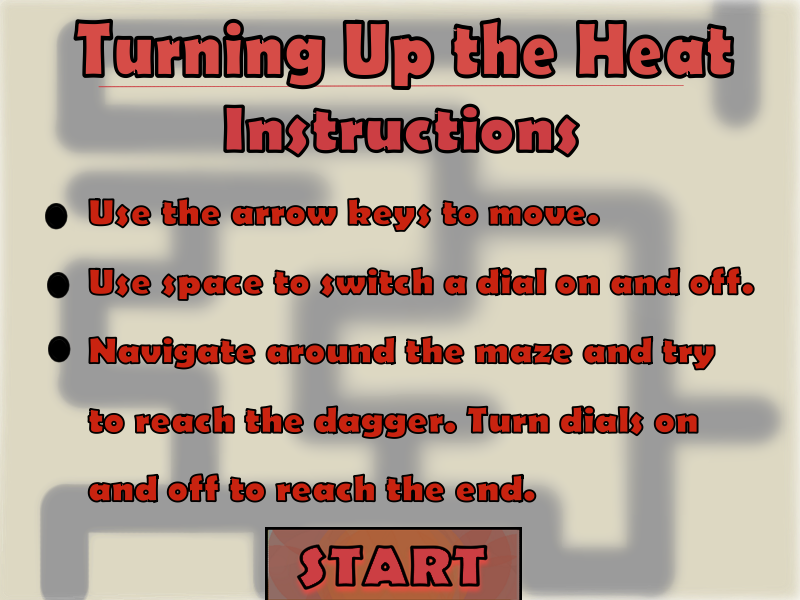 Turning Up the Heat
Instructions
Use the arrow keys to move.
Use space to switch a dial on and off.
Navigate around the maze and try
to reach the dagger. Turn dials on
and off to reach the end.
START